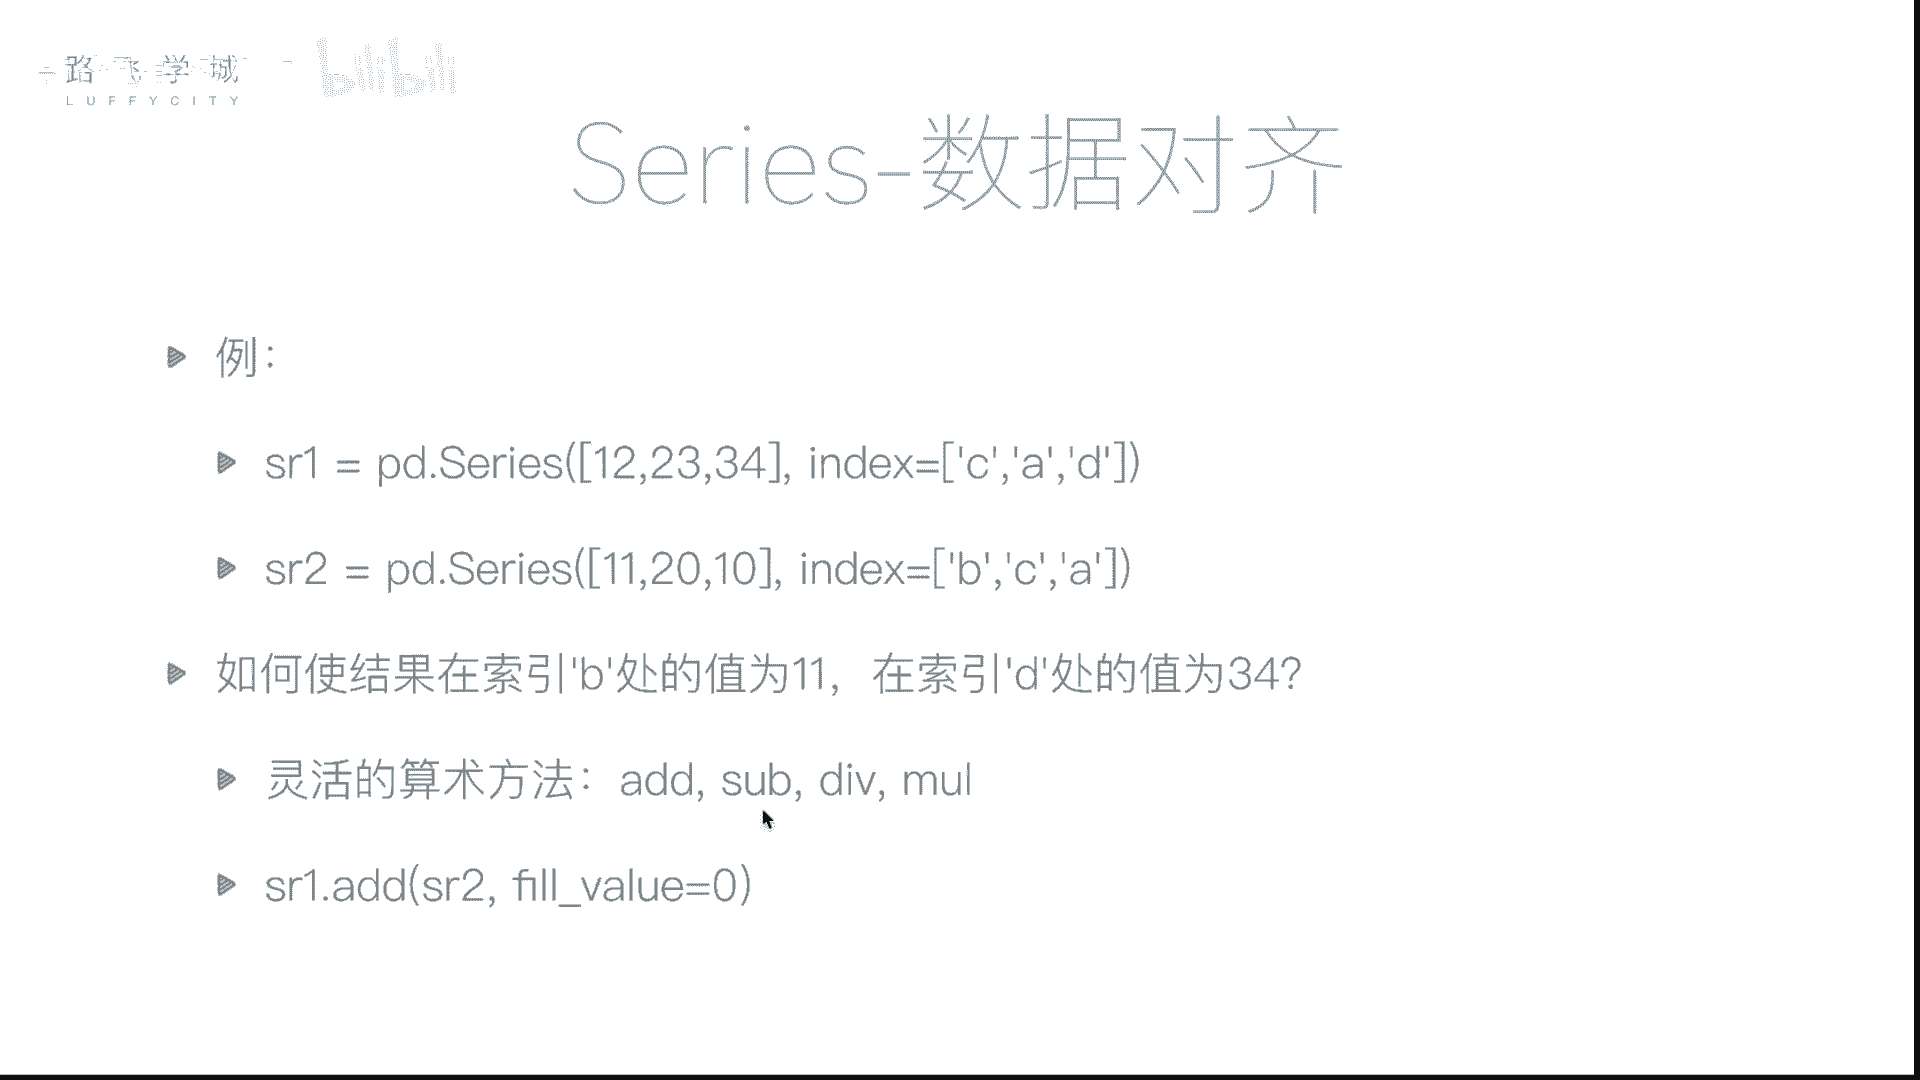 路飞学城
LUFFYCITY
bilibili
Series-数据对齐
例：
sr1 = pd.Series([12,23,34], index=['c','a','d'])
sr2 = pd.Series([11,20,10], index=['b','c','a'])
如何使结果在索引'b'处的值为11，在索引'd'处的值为34？
灵活的算术方法：add, sub, div, mul
sr1.add(sr2, fill_value=0)